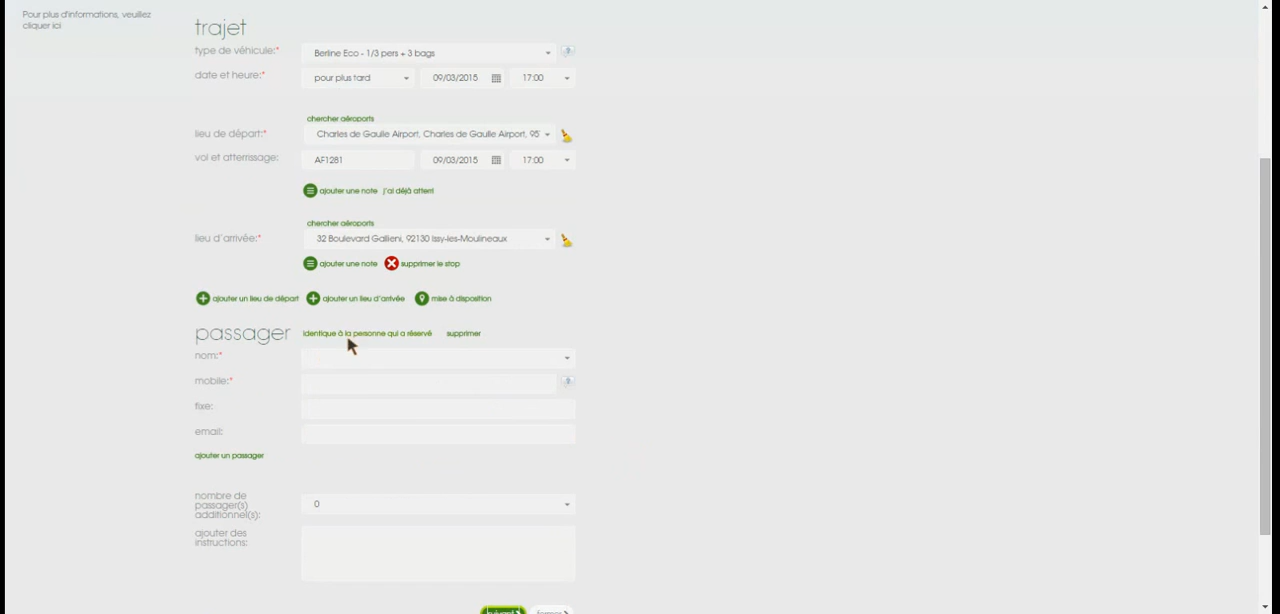 Pour plus d'informations, veuillez
cliquer ici
trajet
type de véhicule:*
Berline Eco - 1/3 pers + 3 bags
date et heure:*
pour plus tard
09/03/2015
17:00
chercher aéroports
lieu de départ:*
Charles de Gaulle Airport, Charles de Gaulle Airport, 95
vol et atterrissage:
AF1281
09/03/2015
17:00
ajouter une note
j'ai déjà atterri
chercher aéroports
lieu d'arrivée:*
32 Boulevard Gallieni, 92130 Issy-les-Moulineaux
ajouter une note
supprimer le stop
ajouter un lieu de départ
ajouter un lieu d'arrivée
mise à disposition
passager
identique à la personne qui a réservé
supprimer
nom:*
mobile:*
fixe:
email:
ajouter un passager
nombre de
passager(s)
additionnel(s):
0
ajouter des
instructions:
suivant
fermer